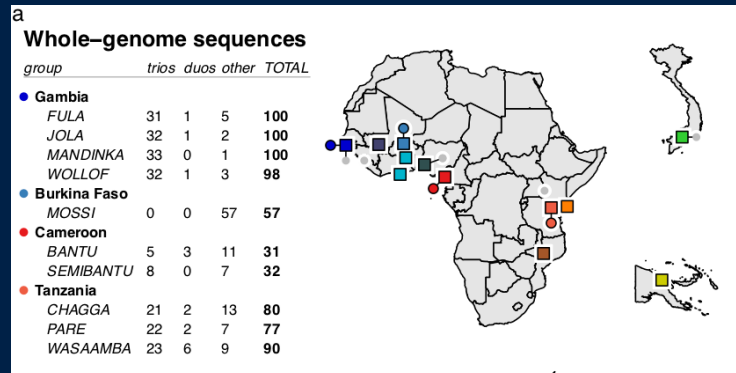 a
Whole–genome sequences
group trios duos other TOTAL
Gambia
FULA 31 1 5 100
JOLA 32 1 2 100
MANDINKA 33 0 1 100
WOLLOF 32 1 3 98
Burkina Faso
MOSSI 0 0 57 57
Cameroon
BANTU 5 3 11 31
SEMIBANTU 8 0 7 32
Tanzania
CHAGGA 21 2 13 80
PARE 22 2 7 77
WASAAMBA 23 6 9 90